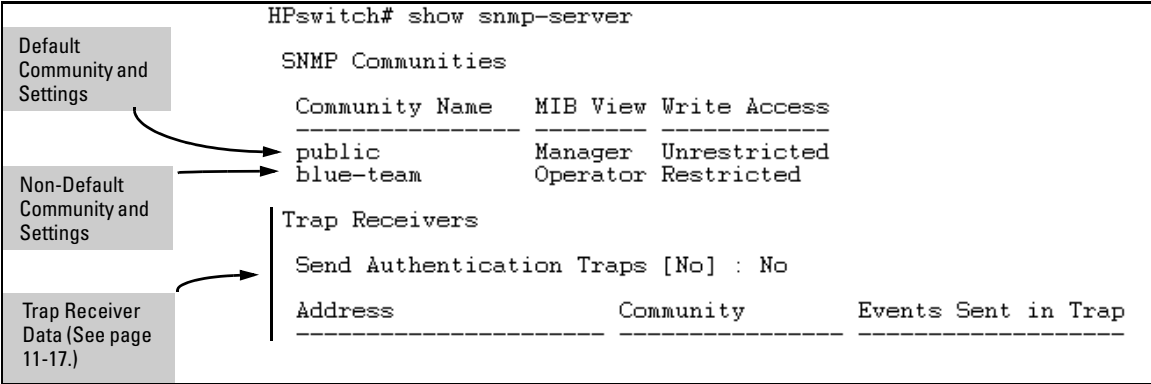 HPswitch# show snmp-server
Default
Community and
Settings
SNMP Communities
Community Name MIB View Write Access
---------------- -------- ------------
public Manager Unrestricted
blue-team Operator Restricted
Non-Default
Community and
Settings
Trap Receivers
Send Authentication Traps [No] : No
Trap Receiver
Data (See page
11-17.)
Address Community Events Sent in Trap
---------------------- ---------------- -------------------